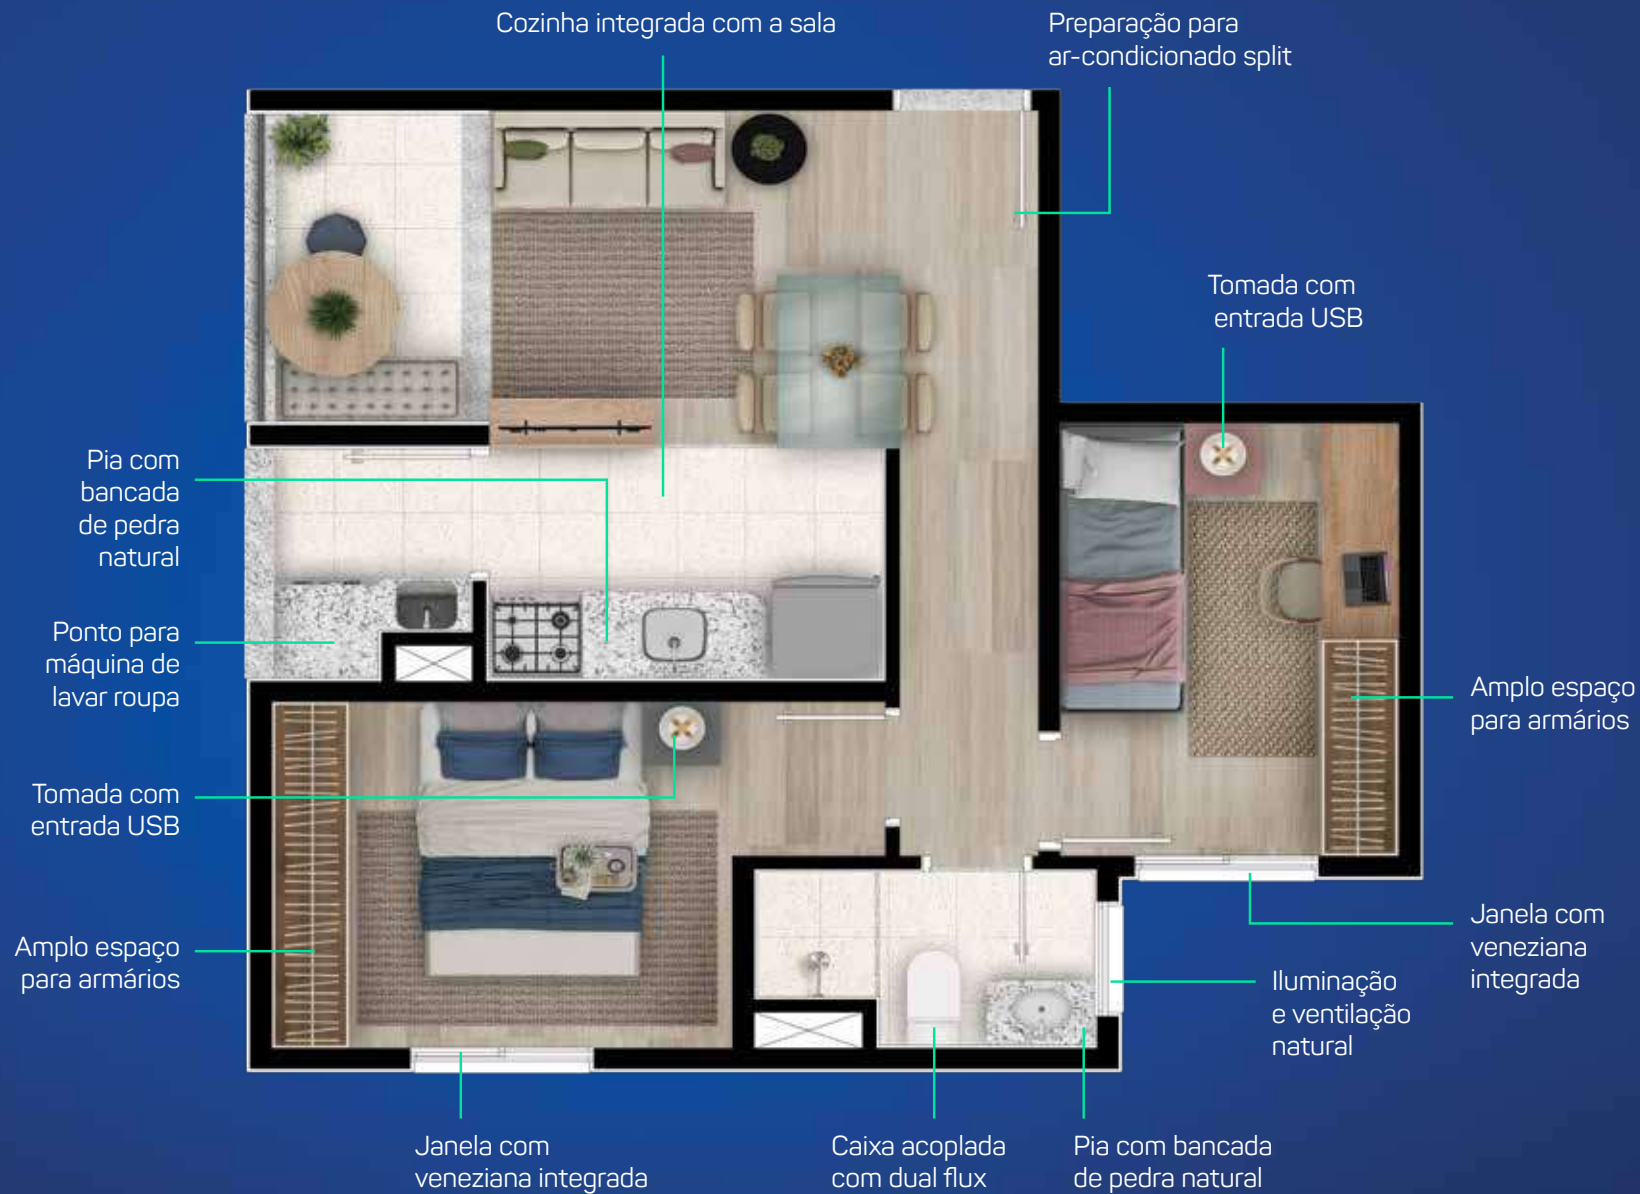 Cozinha integrada com a sala
Preparação para
ar-condicionado split
Tomada com
entrada USB
Pia com
bancada
de pedra
natural
Ponto para
máquina de
lavar roupa
Amplo espaço
para armários
Tomada com
entrada USB
Amplo espaço
para armários
Janela com
veneziana
integrada
Iluminação
e ventilação
natural
Janela com
veneziana integrada
Caixa acoplada
com dual flux
Pia com bancada
de pedra natural